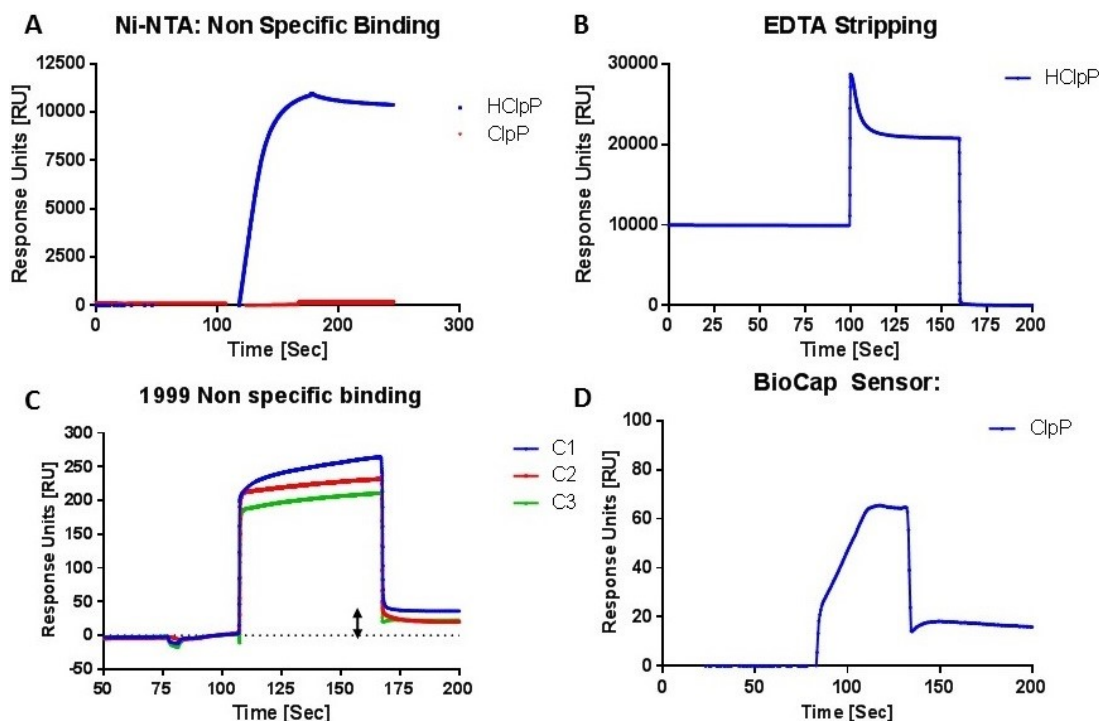 A
Ni-NTA: Non Specific Binding
Response Units [RU]
12500
10000
7500
5000
2500
0
0
100
200
300
Time [Sec]
HClpP
ClpP
B
EDTA Stripping
Response Units [RU]
30000
20000
10000
0
0
25
50
75
100
125
150
175
200
Time [Sec]
HClpP
C
1999 Non specific binding
Response Units [RU]
300
250
200
150
100
50
0
-50
50
75
100
125
150
175
200
Time [Sec]
C1
C2
C3
D
BioCap Sensor:
Response Units [RU]
100
80
60
40
20
0
0
50
100
150
200
Time [Sec]
ClpP